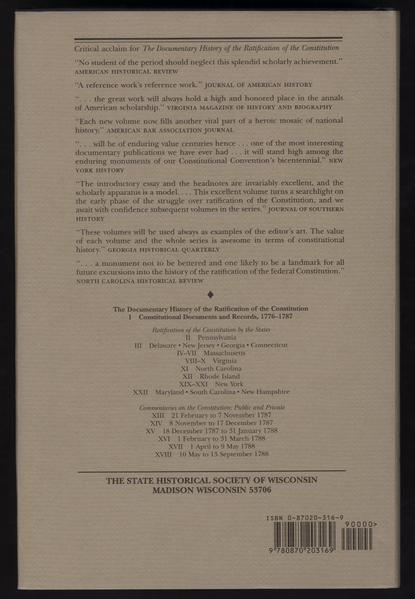 Critical acclaim for The Documentary History of the Ratification of the Constitution
"No student of the period should neglect this splendid scholarly achievement."
AMERICAN HISTORICAL REVIEW
"A reference work's reference work." JOURNAL OF AMERICAN HISTORY
". . . the great work will always hold a high and honored place in the annals
of American scholarship." VIRGINIA MAGAZINE OF HISTORY AND BIOGRAPHY
"Each new volume now fills another vital part of a heroic mosaic of national
history." AMERICAN BAR ASSOCIATION JOURNAL
". . . will be of enduring value centuries hence . . . one of the most interesting
documentary publications we have ever had . . . it will stand high among the
enduring monuments of our Constitutional Convention's bicentennial." NEW
YORK HISTORY
"The introductory essay and the headnotes are invariably excellent, and the
scholarly apparatus is a model. . . . This excellent volume turns a searchlight on
the early phase of the struggle over ratification of the Constitution, and we
await with confidence subsequent volumes in the series." JOURNAL OF SOUTHERN
HISTORY
"These volumes will be used always as examples of the editor's art. The value
of each volume and the whole series is awesome in terms of constitutional
history." GEORGIA HISTORICAL QUARTERLY
". . . a monument not to be bettered and one likely to be a landmark for all
future excursions into the history of the ratification of the federal Constitution."
NORTH CAROLINA HISTORICAL REVIEW
The Documentary History of the Ratification of the Constitution
I Constitutional Documents and Records, 1776–1787
Ratification of the Constitution by the States
II Pennsylvania
III Delaware • New Jersey • Georgia • Connecticut
IV–VII Massachusetts
VIII–X Virginia
XI North Carolina
XII Rhode Island
XIX–XXI New York
XXII Maryland • South Carolina • New Hampshire
Commentaries on the Constitution: Public and Private
XIII 21 February to 7 November 1787
XIV 8 November to 17 December 1787
XV 18 December 1787 to 31 January 1788
XVI 1 February to 31 March 1788
XVII 1 April to 9 May 1788
XVIII 10 May to 13 September 1788
THE STATE HISTORICAL SOCIETY OF WISCONSIN
MADISON WISCONSIN 53706
ISBN 0-87020-316-9
90000>
9 780870 203169